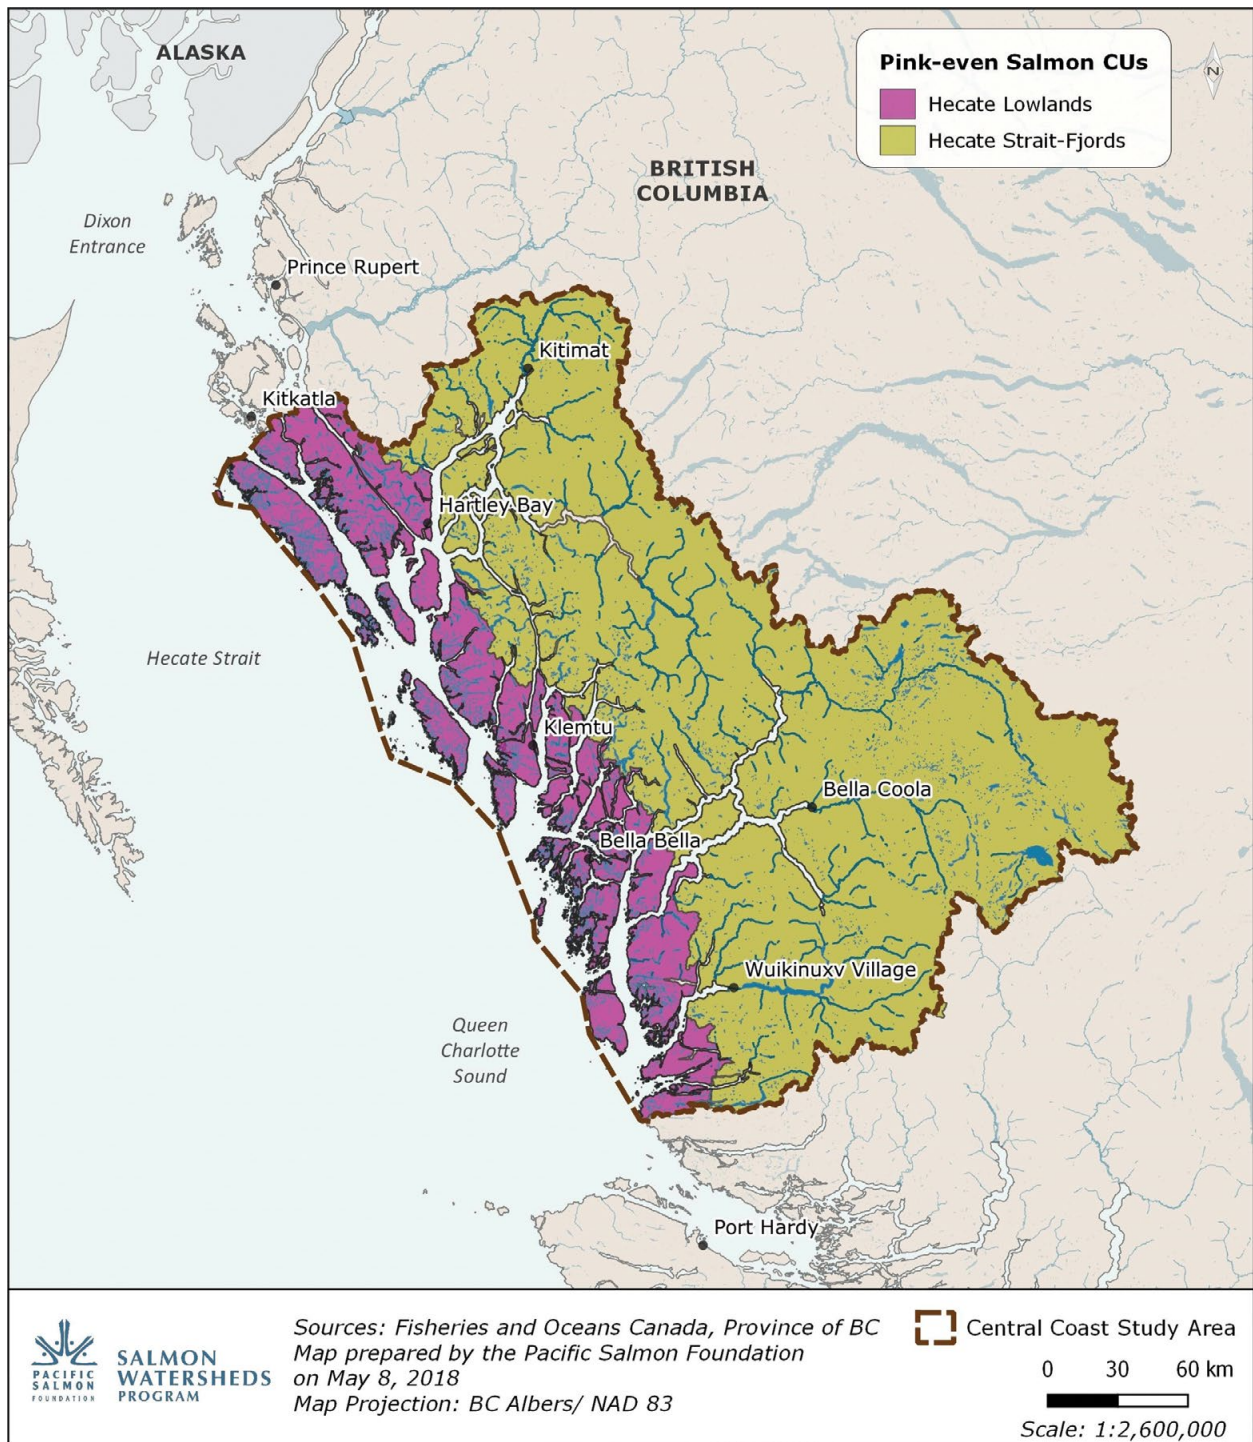 ALASKA
Pink-even Salmon CUs
Hecate Lowlands
Hecate Strait-Fjords
N
BRITISH
COLUMBIA
Dixon
Entrance
Prince Rupert
Kitimat
Kitkatla
Hartley Bay
Hecate Strait
Klemtu
Bella Coola
Bella Bella
Wuikinuxv Village
Queen
Charlotte
Sound
Port Hardy
PACIFIC
SALMON
FOUNDATION
SALMON
WATERSHEDS
PROGRAM
Sources: Fisheries and Oceans Canada, Province of BC
Map prepared by the Pacific Salmon Foundation
on May 8, 2018
Map Projection: BC Albers/ NAD 83
Central Coast Study Area
0 30 60 km
Scale: 1:2,600,000